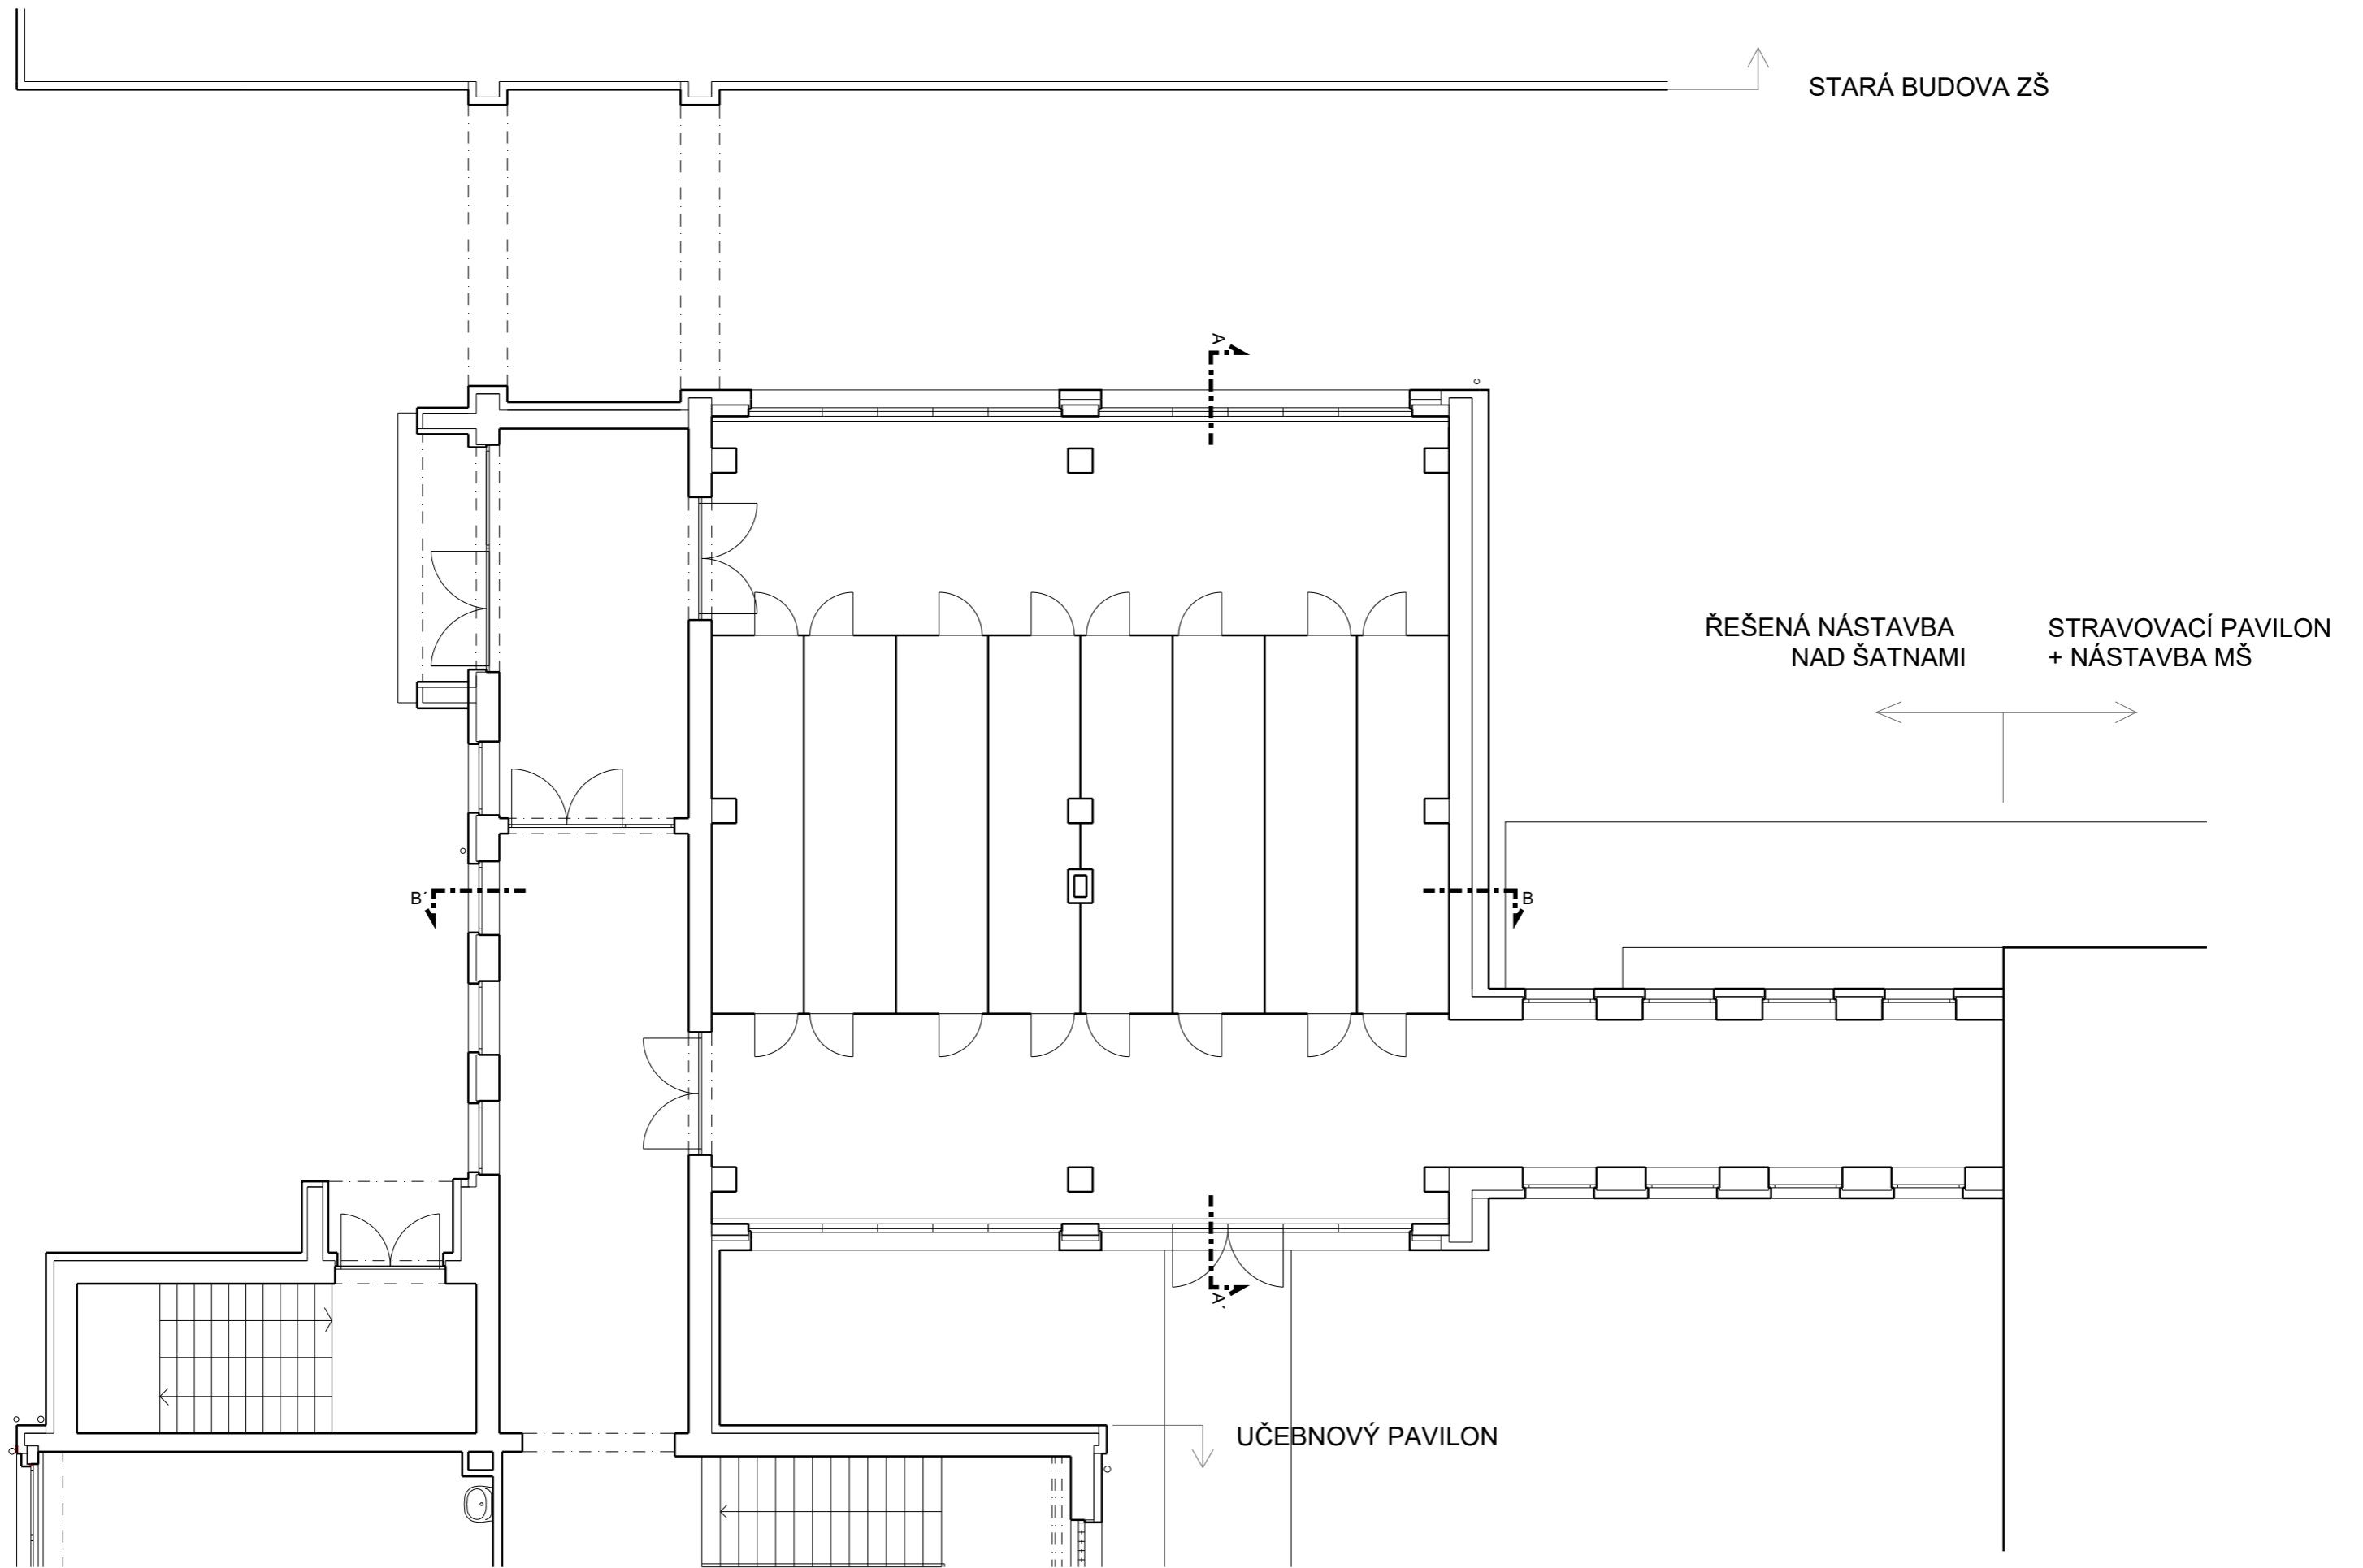 STARÁ BUDOVA ZŠ
A
ŘEŠENÁ NÁSTAVBA
NAD ŠATNAMI
STRAVOVACÍ PAVILON
+ NÁSTAVBA MŠ
B´
B
A´
UČEBNOVÝ PAVILON